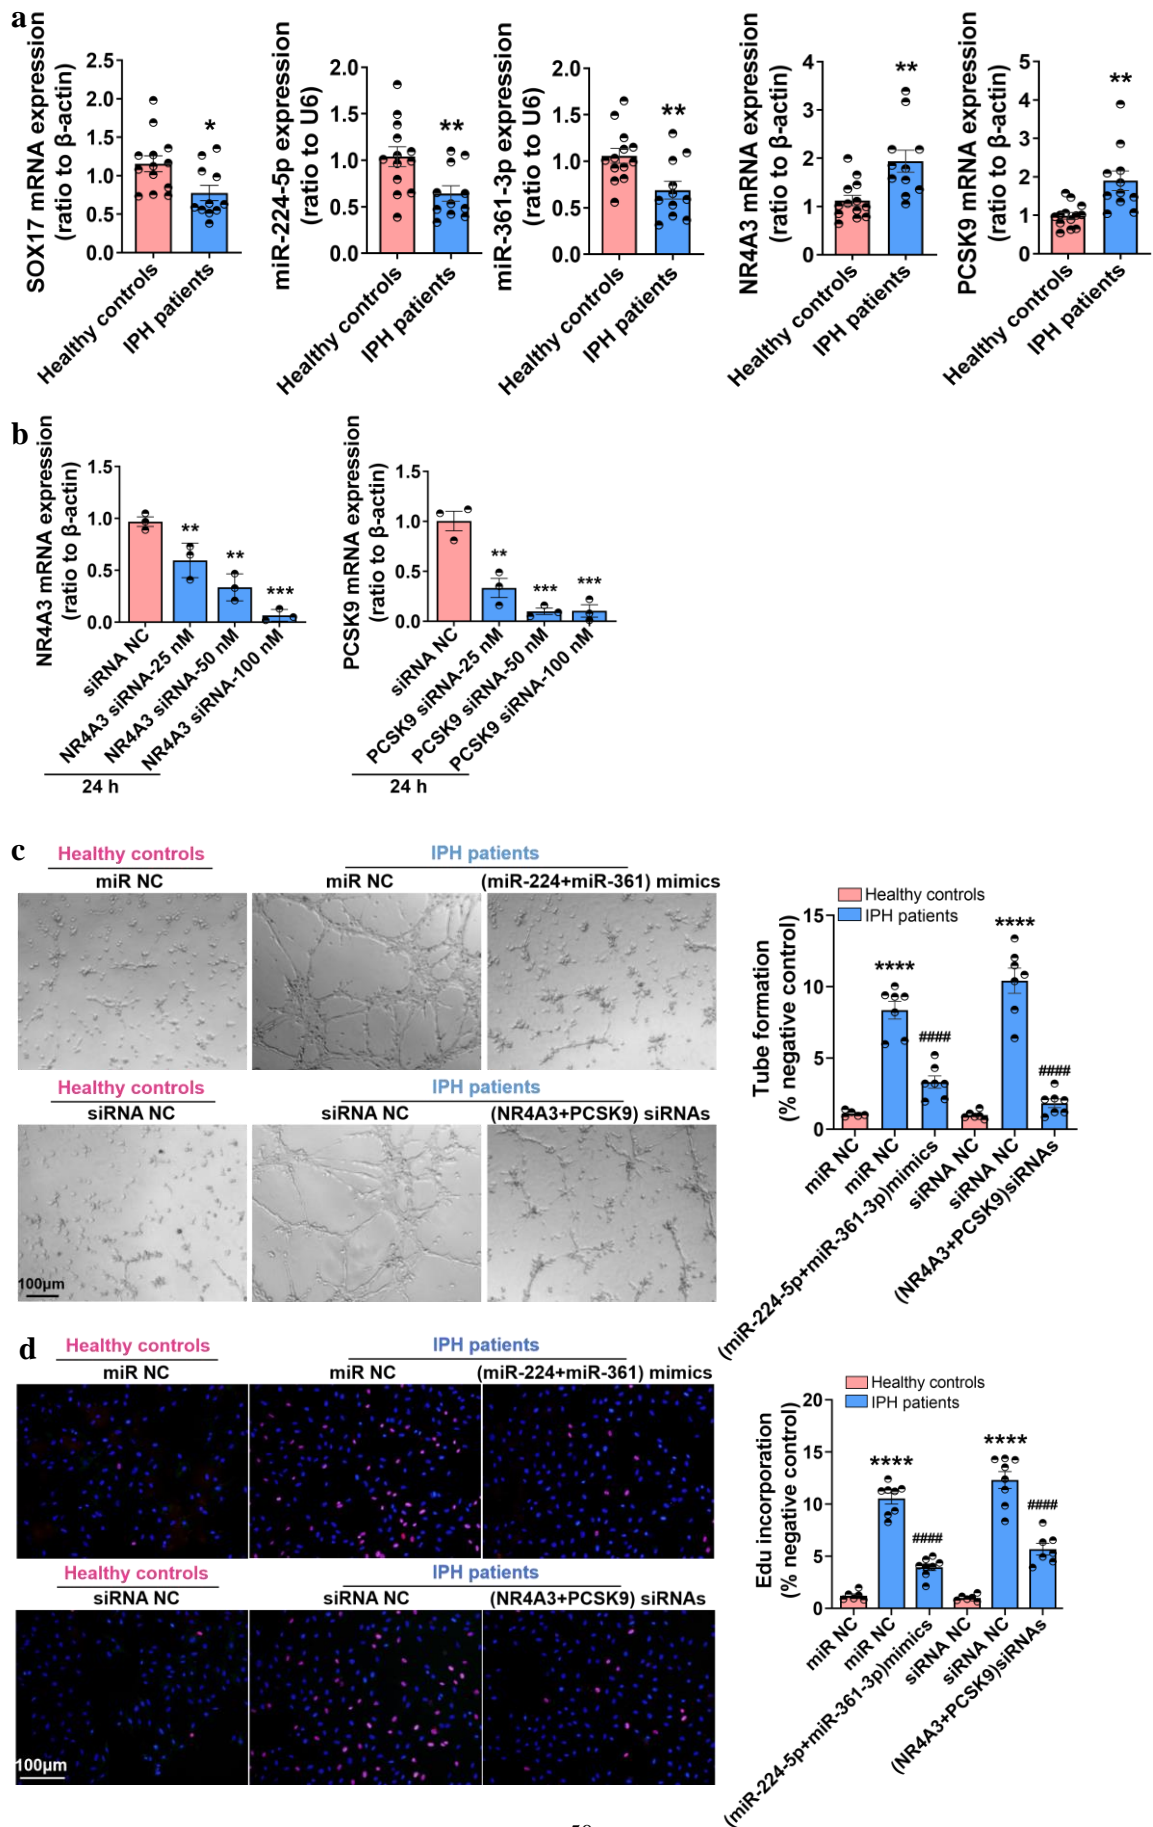 a
SOX17 mRNA expression
(ratio to β-actin)
2.5
2.0
1.5
1.0
0.5
0.0
*
Healthy controls
IPH patients
miR-224-5p expression
(ratio to U6)
2.0
1.5
1.0
0.5
0.0
**
Healthy controls
IPH patients
miR-361-3p expression
(ratio to U6)
2.0
1.5
1.0
0.5
0.0
**
Healthy controls
IPH patients
NR4A3 mRNA expression
(ratio to β-actin)
4
3
2
1
0
**
Healthy controls
IPH patients
PCSK9 mRNA expression
(ratio to β-actin)
5
4
3
2
1
0
**
Healthy controls
IPH patients
b
NR4A3 mRNA expression
(ratio to β-actin)
1.5
1.0
0.5
0.0
**
**
***
siRNA NC
NR4A3 siRNA-25 nM
NR4A3 siRNA-50 nM
NR4A3 siRNA-100 nM
24 h
PCSK9 mRNA expression
(ratio to β-actin)
1.5
1.0
0.5
0.0
**
***
***
siRNA NC
PCSK9 siRNA-25 nM
PCSK9 siRNA-50 nM
PCSK9 siRNA-100 nM
24 h
c
Healthy controls
IPH patients
miR NC
miR NC
(miR-224+miR-361) mimics
Healthy controls
IPH patients
siRNA NC
siRNA NC
(NR4A3+PCSK9) siRNAs
100μm
Healthy controls
IPH patients
Tube formation
(% negative control)
15
10
5
0
****
####
****
####
miR NC
miR NC
(miR-224-5p+miR-361-3p)mimics
siRNA NC
siRNA NC
(NR4A3+PCSK9)siRNAs
d
Healthy controls
IPH patients
miR NC
miR NC
(miR-224+miR-361) mimics
Healthy controls
IPH patients
siRNA NC
siRNA NC
(NR4A3+PCSK9) siRNAs
100μm
Healthy controls
IPH patients
Edu incorporation
(% negative control)
20
15
10
5
0
****
####
****
####
miR NC
miR NC
(miR-224-5p+miR-361-3p)mimics
siRNA NC
siRNA NC
(NR4A3+PCSK9)siRNAs